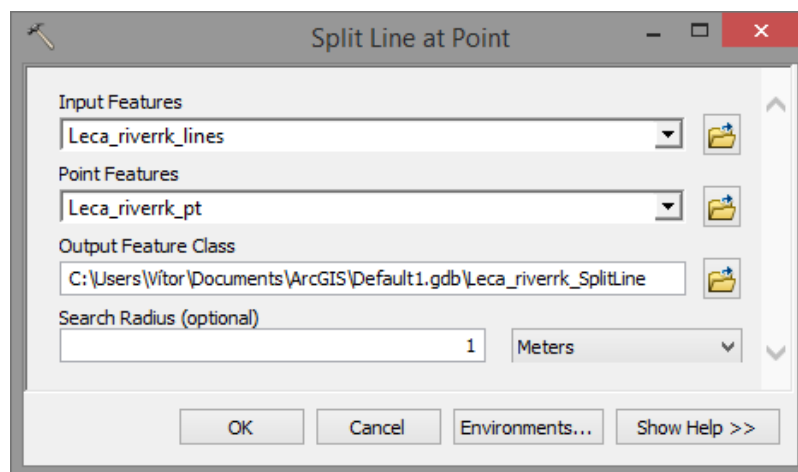 Split Line at Point
Input Features
Leca_riverrk_lines
Point Features
Leca_riverrk_pt
Output Feature Class
C:\Users\Vítor\Documents\ArcGIS\Default1.gdb\Leca_riverrk_SplitLine
Search Radius (optional)
1 Meters
OK Cancel Environments... Show Help >>